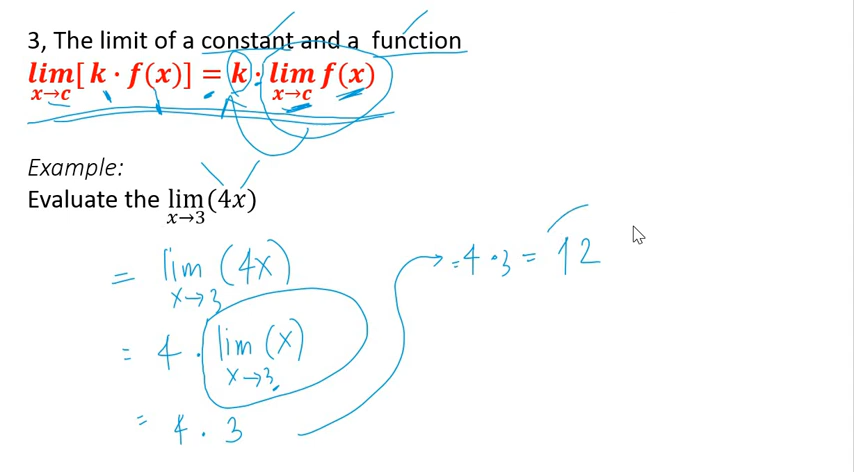 3, The limit of a constant and a function
lim[ k · f(x)] = k · lim f(x)
x→c x→c
Example:
Evaluate the lim(4x)
x→3
= lim (4x)
x→3
= 4 · lim (x)
x→3
= 4 · 3
= 4 · 3 = 12